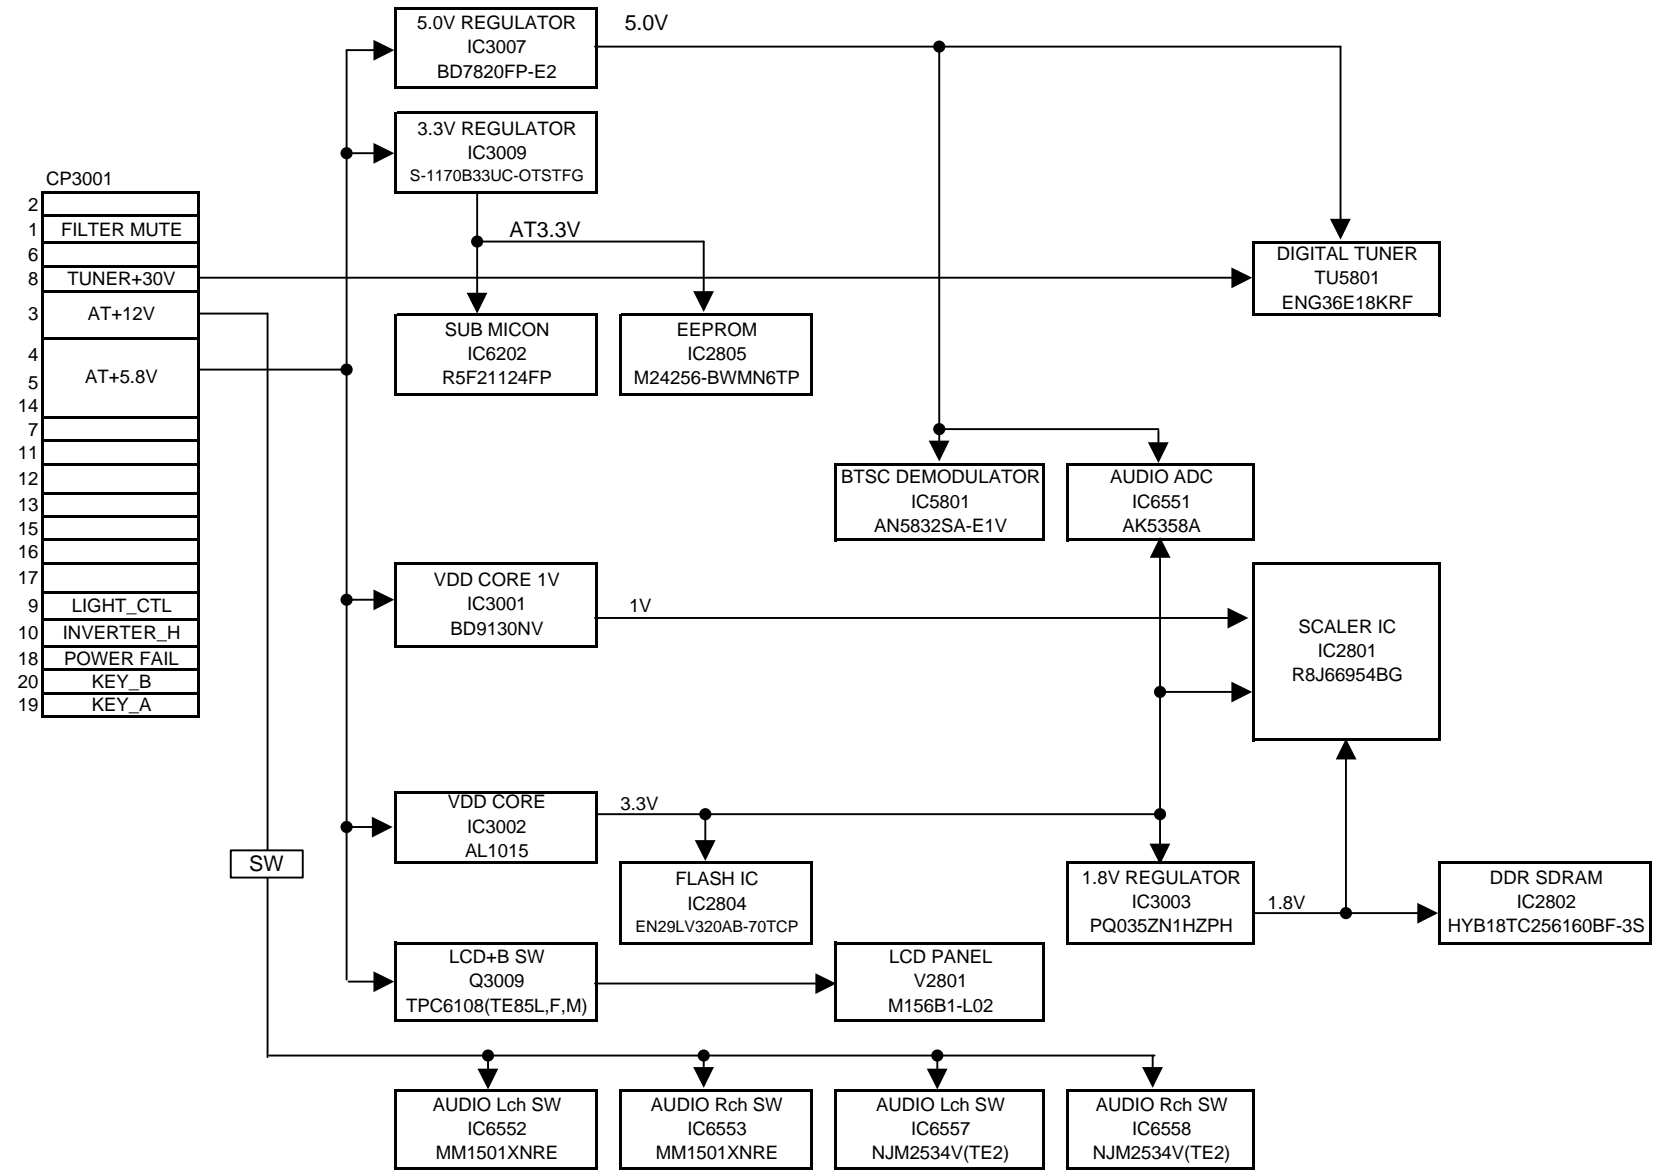 5.0V REGULATOR
IC3007
BD7820FP-E2
5.0V
3.3V REGULATOR
IC3009
S-1170B33UC-OTSTFG
AT3.3V
CP3001
2
1 FILTER MUTE
6
8 TUNER+30V
3 AT+12V
4
5 AT+5.8V
14
7
11
12
13
15
16
17
9 LIGHT_CTL
10 INVERTER_H
18 POWER FAIL
20 KEY_B
19 KEY_A
DIGITAL TUNER
TU5801
ENG36E18KRF
SUB MICON
IC6202
R5F21124FP
EEPROM
IC2805
M24256-BWMN6TP
BTSC DEMODULATOR
IC5801
AN5832SA-E1V
AUDIO ADC
IC6551
AK5358A
VDD CORE 1V
IC3001
BD9130NV
1V
SCALER IC
IC2801
R8J66954BG
VDD CORE
IC3002
AL1015
3.3V
SW
FLASH IC
IC2804
EN29LV320AB-70TCP
1.8V REGULATOR
IC3003
PQ035ZN1HZPH
1.8V
DDR SDRAM
IC2802
HYB18TC256160BF-3S
LCD+B SW
Q3009
TPC6108(TE85L,F,M)
LCD PANEL
V2801
M156B1-L02
AUDIO Lch SW
IC6552
MM1501XNRE
AUDIO Rch SW
IC6553
MM1501XNRE
AUDIO Lch SW
IC6557
NJM2534V(TE2)
AUDIO Rch SW
IC6558
NJM2534V(TE2)